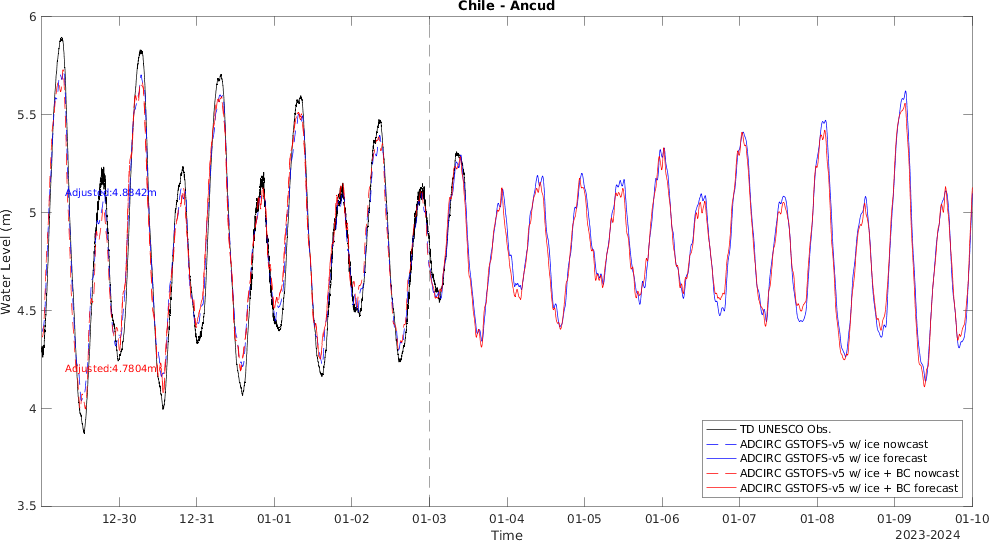 Chile - Ancud
6
5.5
5
4.5
4
3.5
Water Level (m)
Adjusted:4.8842m
Adjusted:4.7804m
TD UNESCO Obs.
ADCIRC GSTOFS-v5 w/ ice nowcast
ADCIRC GSTOFS-v5 w/ ice forecast
ADCIRC GSTOFS-v5 w/ ice + BC nowcast
ADCIRC GSTOFS-v5 w/ ice + BC forecast
12-30 12-31 01-01 01-02 01-03 01-04 01-05 01-06 01-07 01-08 01-09 01-10
Time
2023-2024